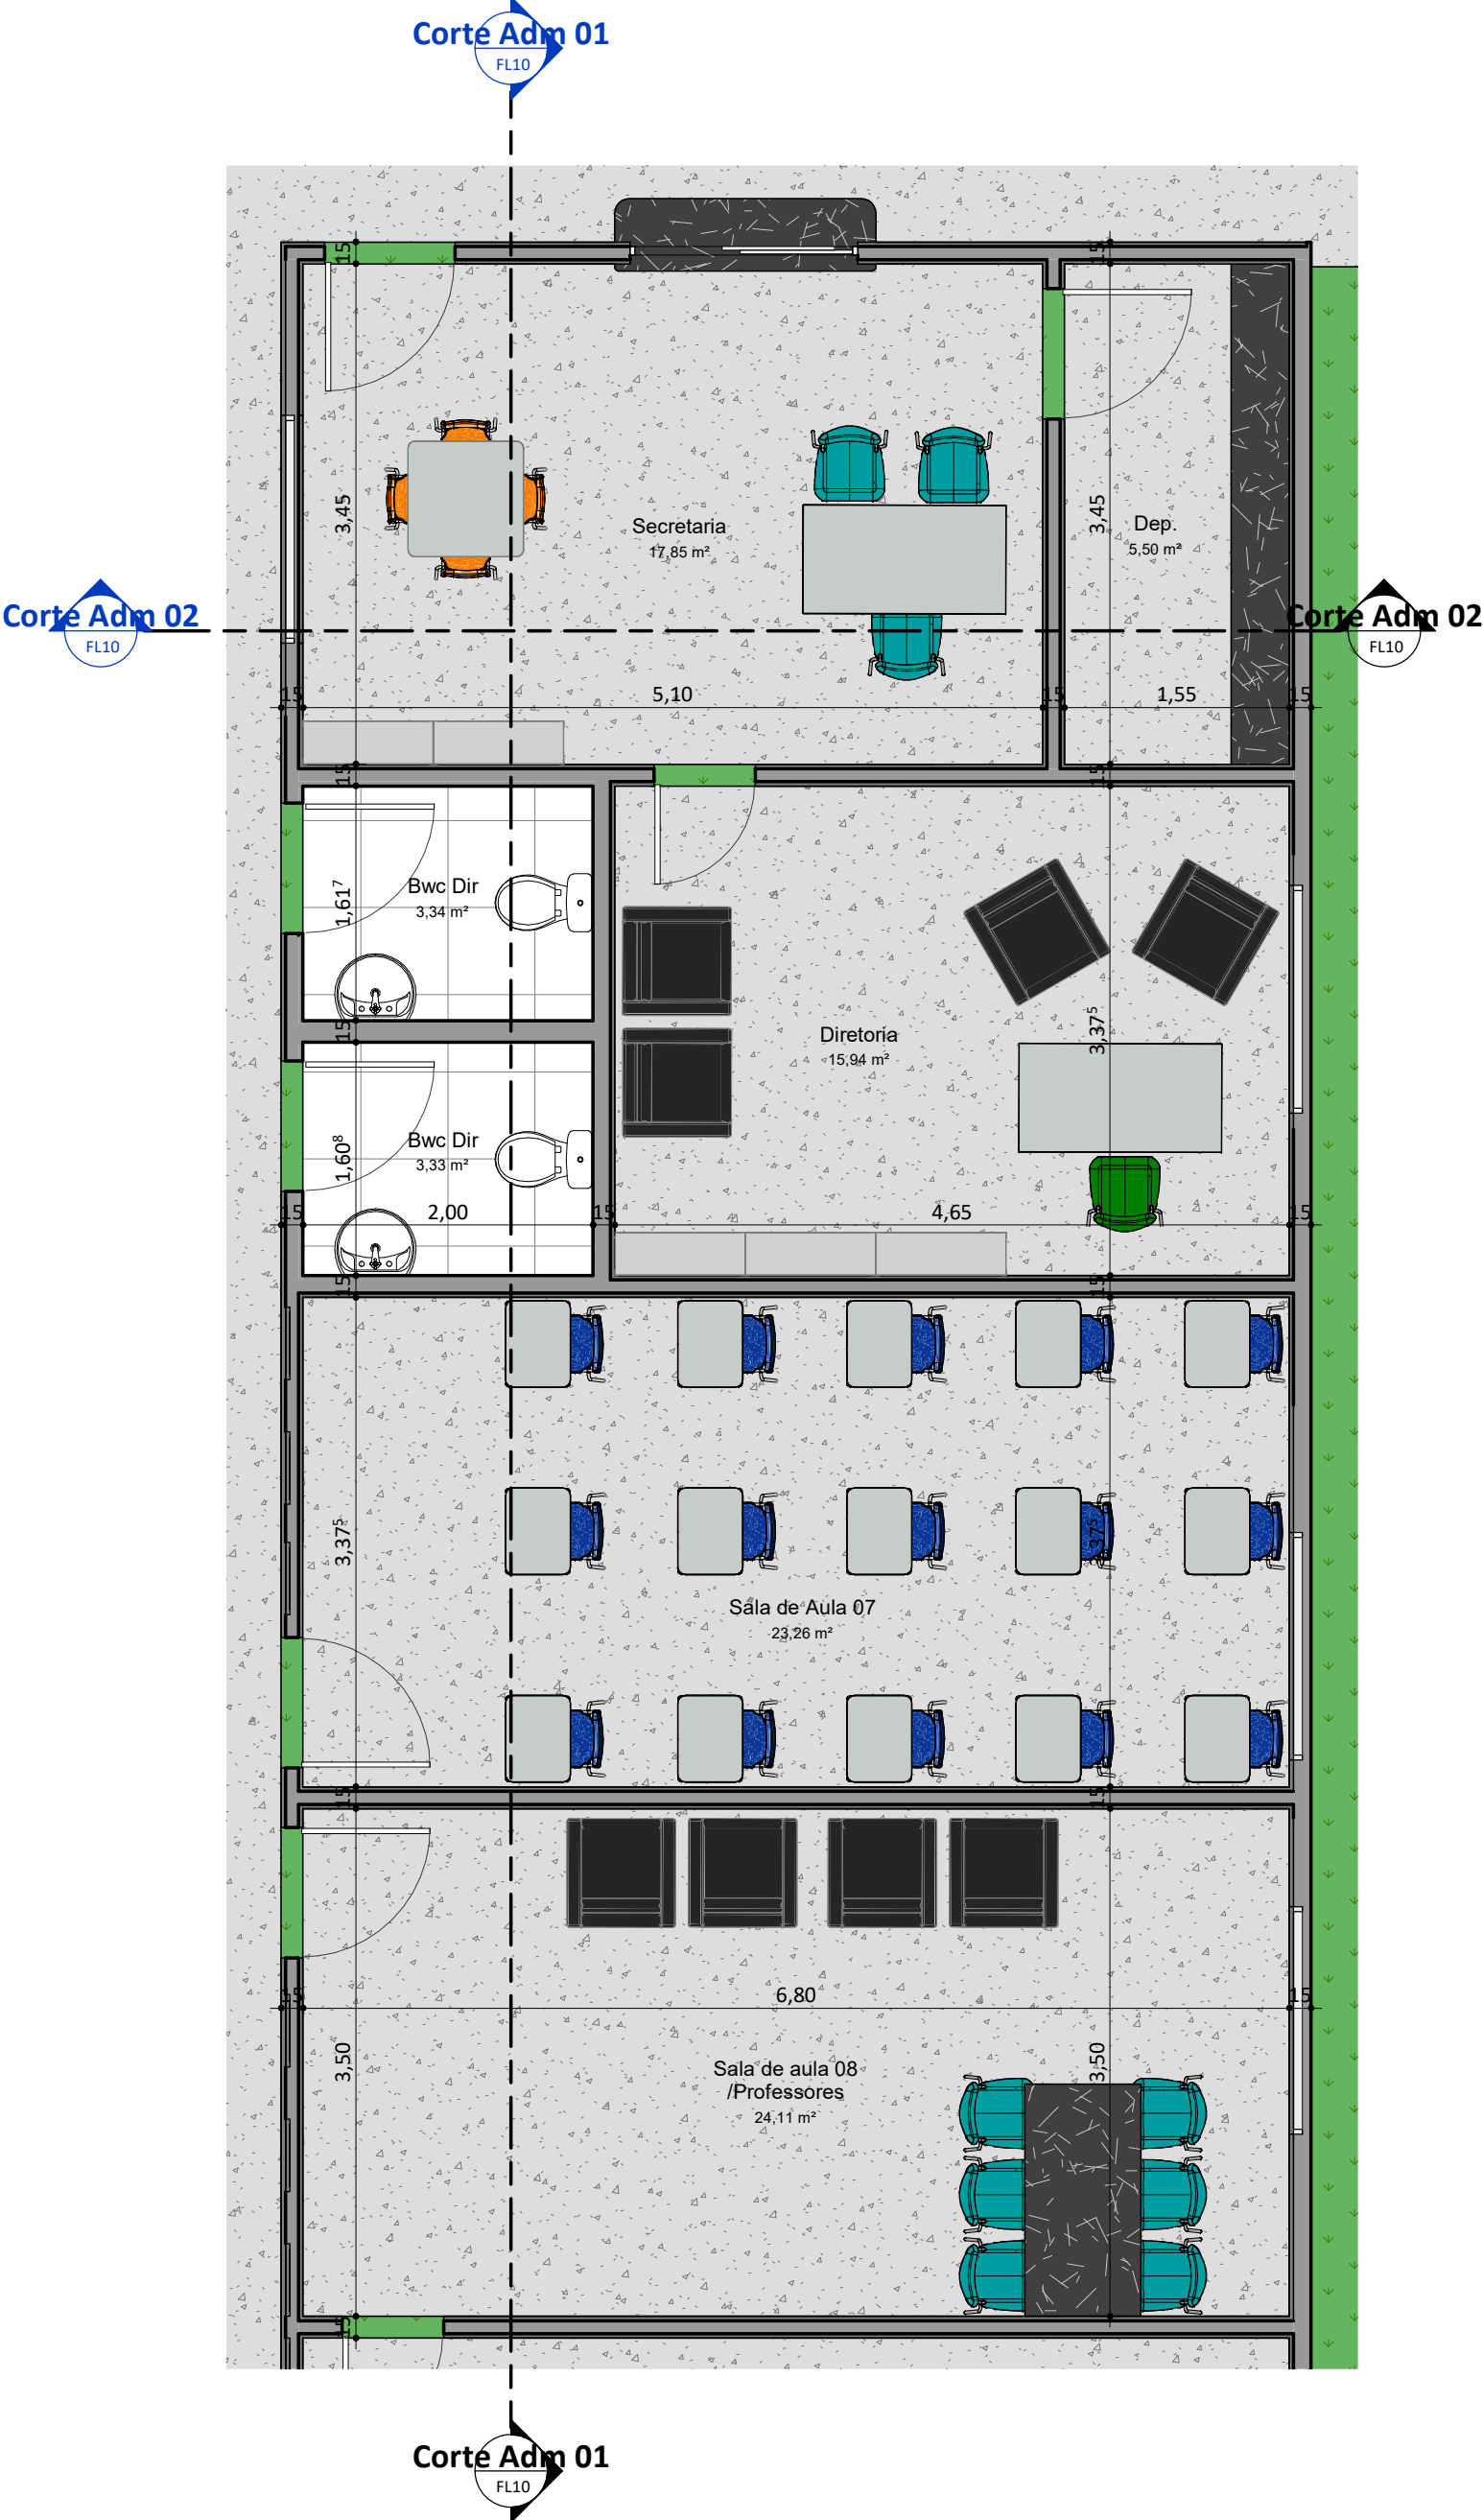 Corte Adm 01
FL10
15
15
3,45
3,45
Secretaria
17,85 m²
Dep.
5,50 m²
Corte Adm 02
FL10
Corte Adm 02
FL10
15
5,10
15
1,55
15
15
15
1,61⁷
Bwc Dir
3,34 m²
Diretoria
15,94 m²
3,37⁵
15
1,60⁸
Bwc Dir
3,33 m²
15
2,00
15
4,65
15
15
15
3,37⁵
3,37⁵
Sala de Aula 07
23,26 m²
15
15
15
6,80
15
3,50
3,50
Sala de aula 08
/Professores
24,11 m²
15
Corte Adm 01
FL10